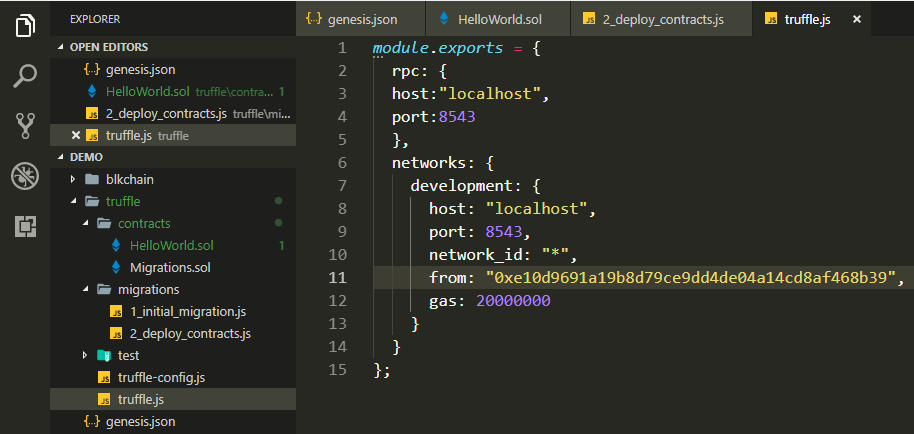 EXPLORER
OPEN EDITORS
{..} genesis.json
HelloWorld.sol truffle\contra... 1
JS 2_deploy_contracts.js truffle\mi...
JS truffle.js truffle
DEMO
blkchain
truffle
contracts
HelloWorld.sol 1
Migrations.sol
migrations
JS 1_initial_migration.js
JS 2_deploy_contracts.js
test
JS truffle-config.js
JS truffle.js
{..} genesis.json
{..} genesis.json HelloWorld.sol JS 2_deploy_contracts.js JS truffle.js
1 module.exports = {
2 rpc: {
3 host:"localhost",
4 port:8543
5 },
6 networks: {
7 development: {
8 host: "localhost",
9 port: 8543,
10 network_id: "*",
11 from: "0xe10d9691a19b8d79ce9dd4de04a14cd8af468b39",
12 gas: 20000000
13 }
14 }
15 };